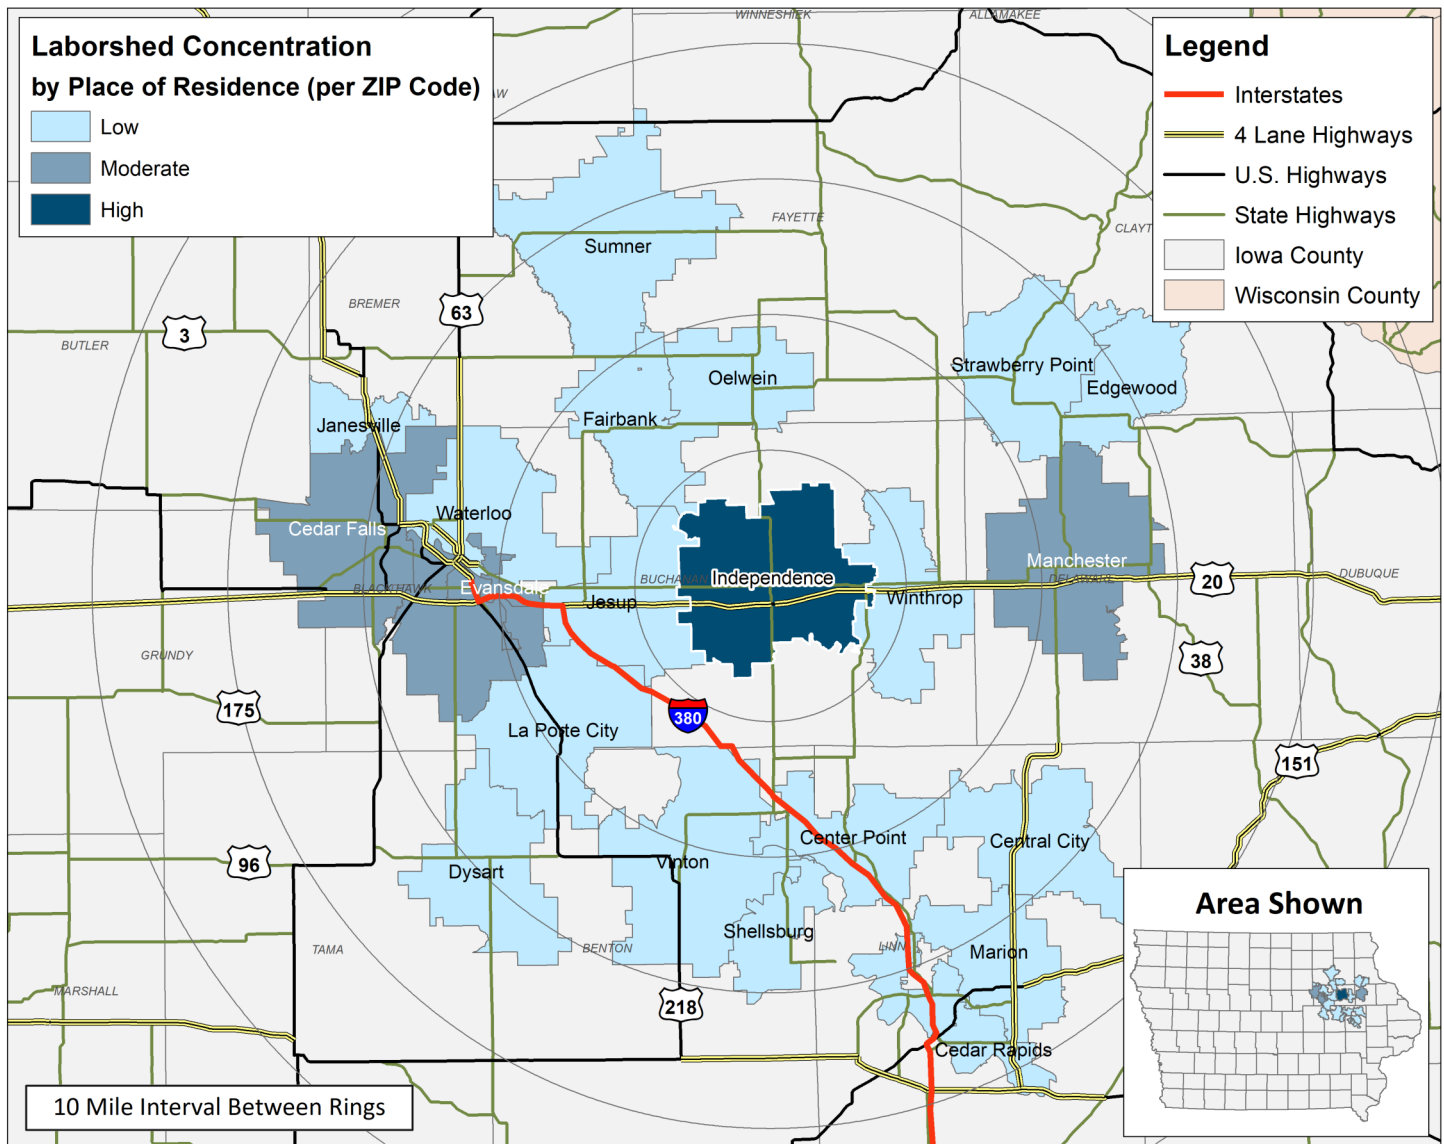 WINNESHIEK
ALLAMAKEE
Laborshed Concentration
by Place of Residence (per ZIP Code)
Low
Moderate
High
AW
Legend
Interstates
4 Lane Highways
U.S. Highways
State Highways
Iowa County
Wisconsin County
FAYETTE
CLAYT
Sumner
BREMER
63
3
BUTLER
Strawberry Point
Oelwein
Edgewood
Fairbank
Janesville
Waterloo
Cedar Falls
Manchester
BUCHANAN
Independence
DELAWARE
DUBUQUE
20
BLACK HAWK
Evansdale
Jesup
Winthrop
GRUNDY
38
175
380
La Porte City
151
Center Point
Central City
96
Vinton
Dysart
Area Shown
Shellsburg
TAMA
BENTON
LINN
Marion
MARSHALL
218
Cedar Rapids
10 Mile Interval Between Rings